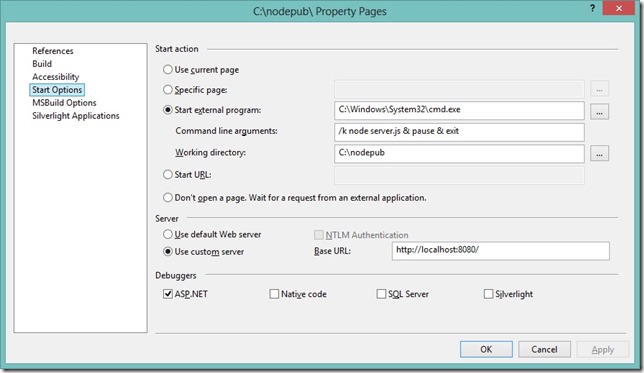 C:\nodepub\ Property Pages
?
References
Build
Accessibility
Start Options
MSBuild Options
Silverlight Applications
Start action
Use current page
Specific page:
...
Start external program:
C:\Windows\System32\cmd.exe
...
Command line arguments:
/k node server.js & pause & exit
Working directory:
C:\nodepub
...
Start URL:
Don't open a page. Wait for a request from an external application.
Server
Use default Web server
NTLM Authentication
Use custom server
Base URL:
http://localhost:8080/
Debuggers
ASP.NET
Native code
SQL Server
Silverlight
OK
Cancel
Apply